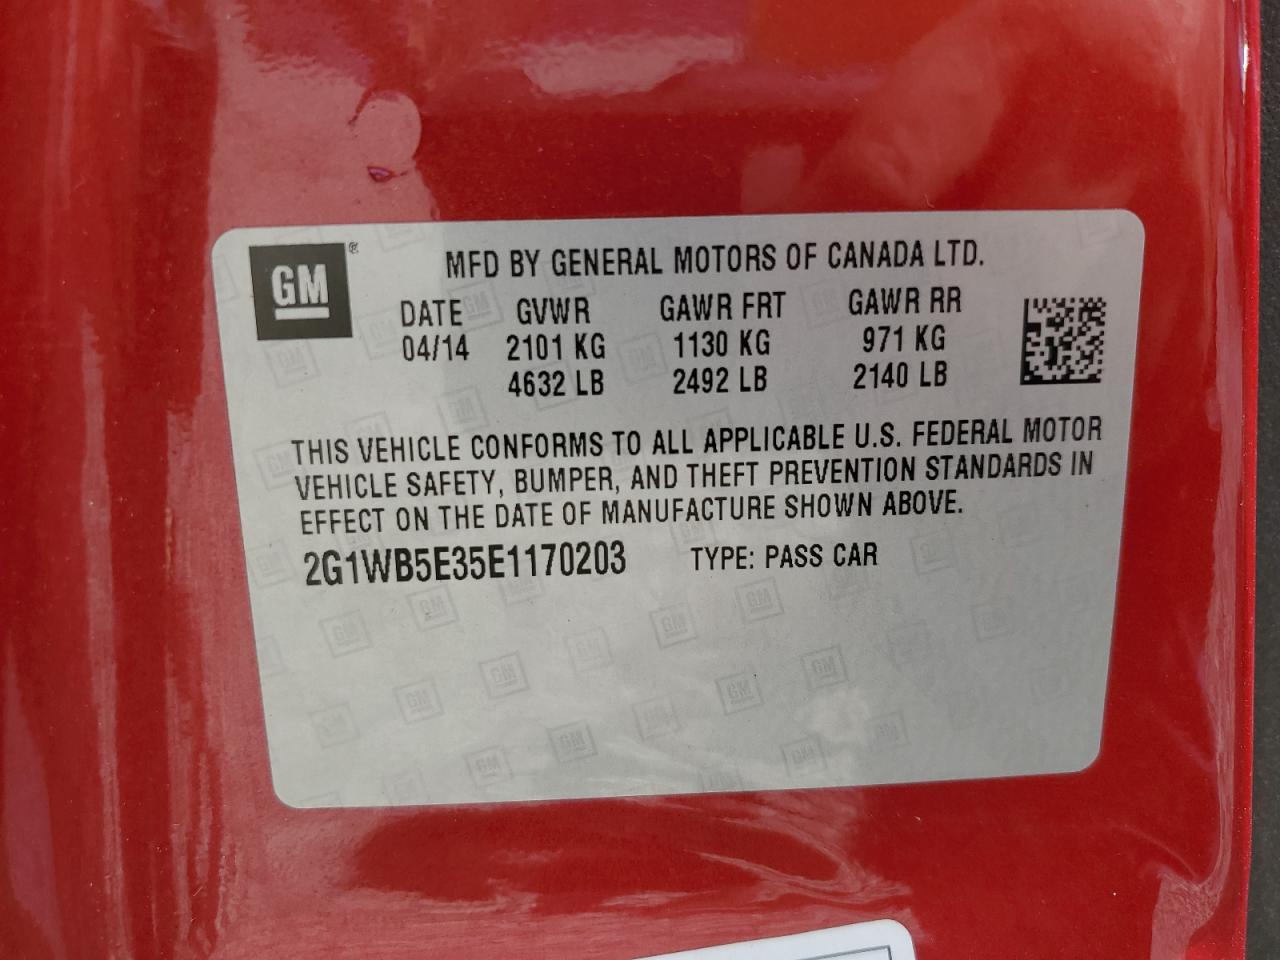 GM ®
MFD BY GENERAL MOTORS OF CANADA LTD.
DATE GVWR GAWR FRT GAWR RR
04/14 2101 KG 1130 KG 971 KG
4632 LB 2492 LB 2140 LB
THIS VEHICLE CONFORMS TO ALL APPLICABLE U.S. FEDERAL MOTOR
VEHICLE SAFETY, BUMPER, AND THEFT PREVENTION STANDARDS IN
EFFECT ON THE DATE OF MANUFACTURE SHOWN ABOVE.
2G1WB5E35E1170203 TYPE: PASS CAR